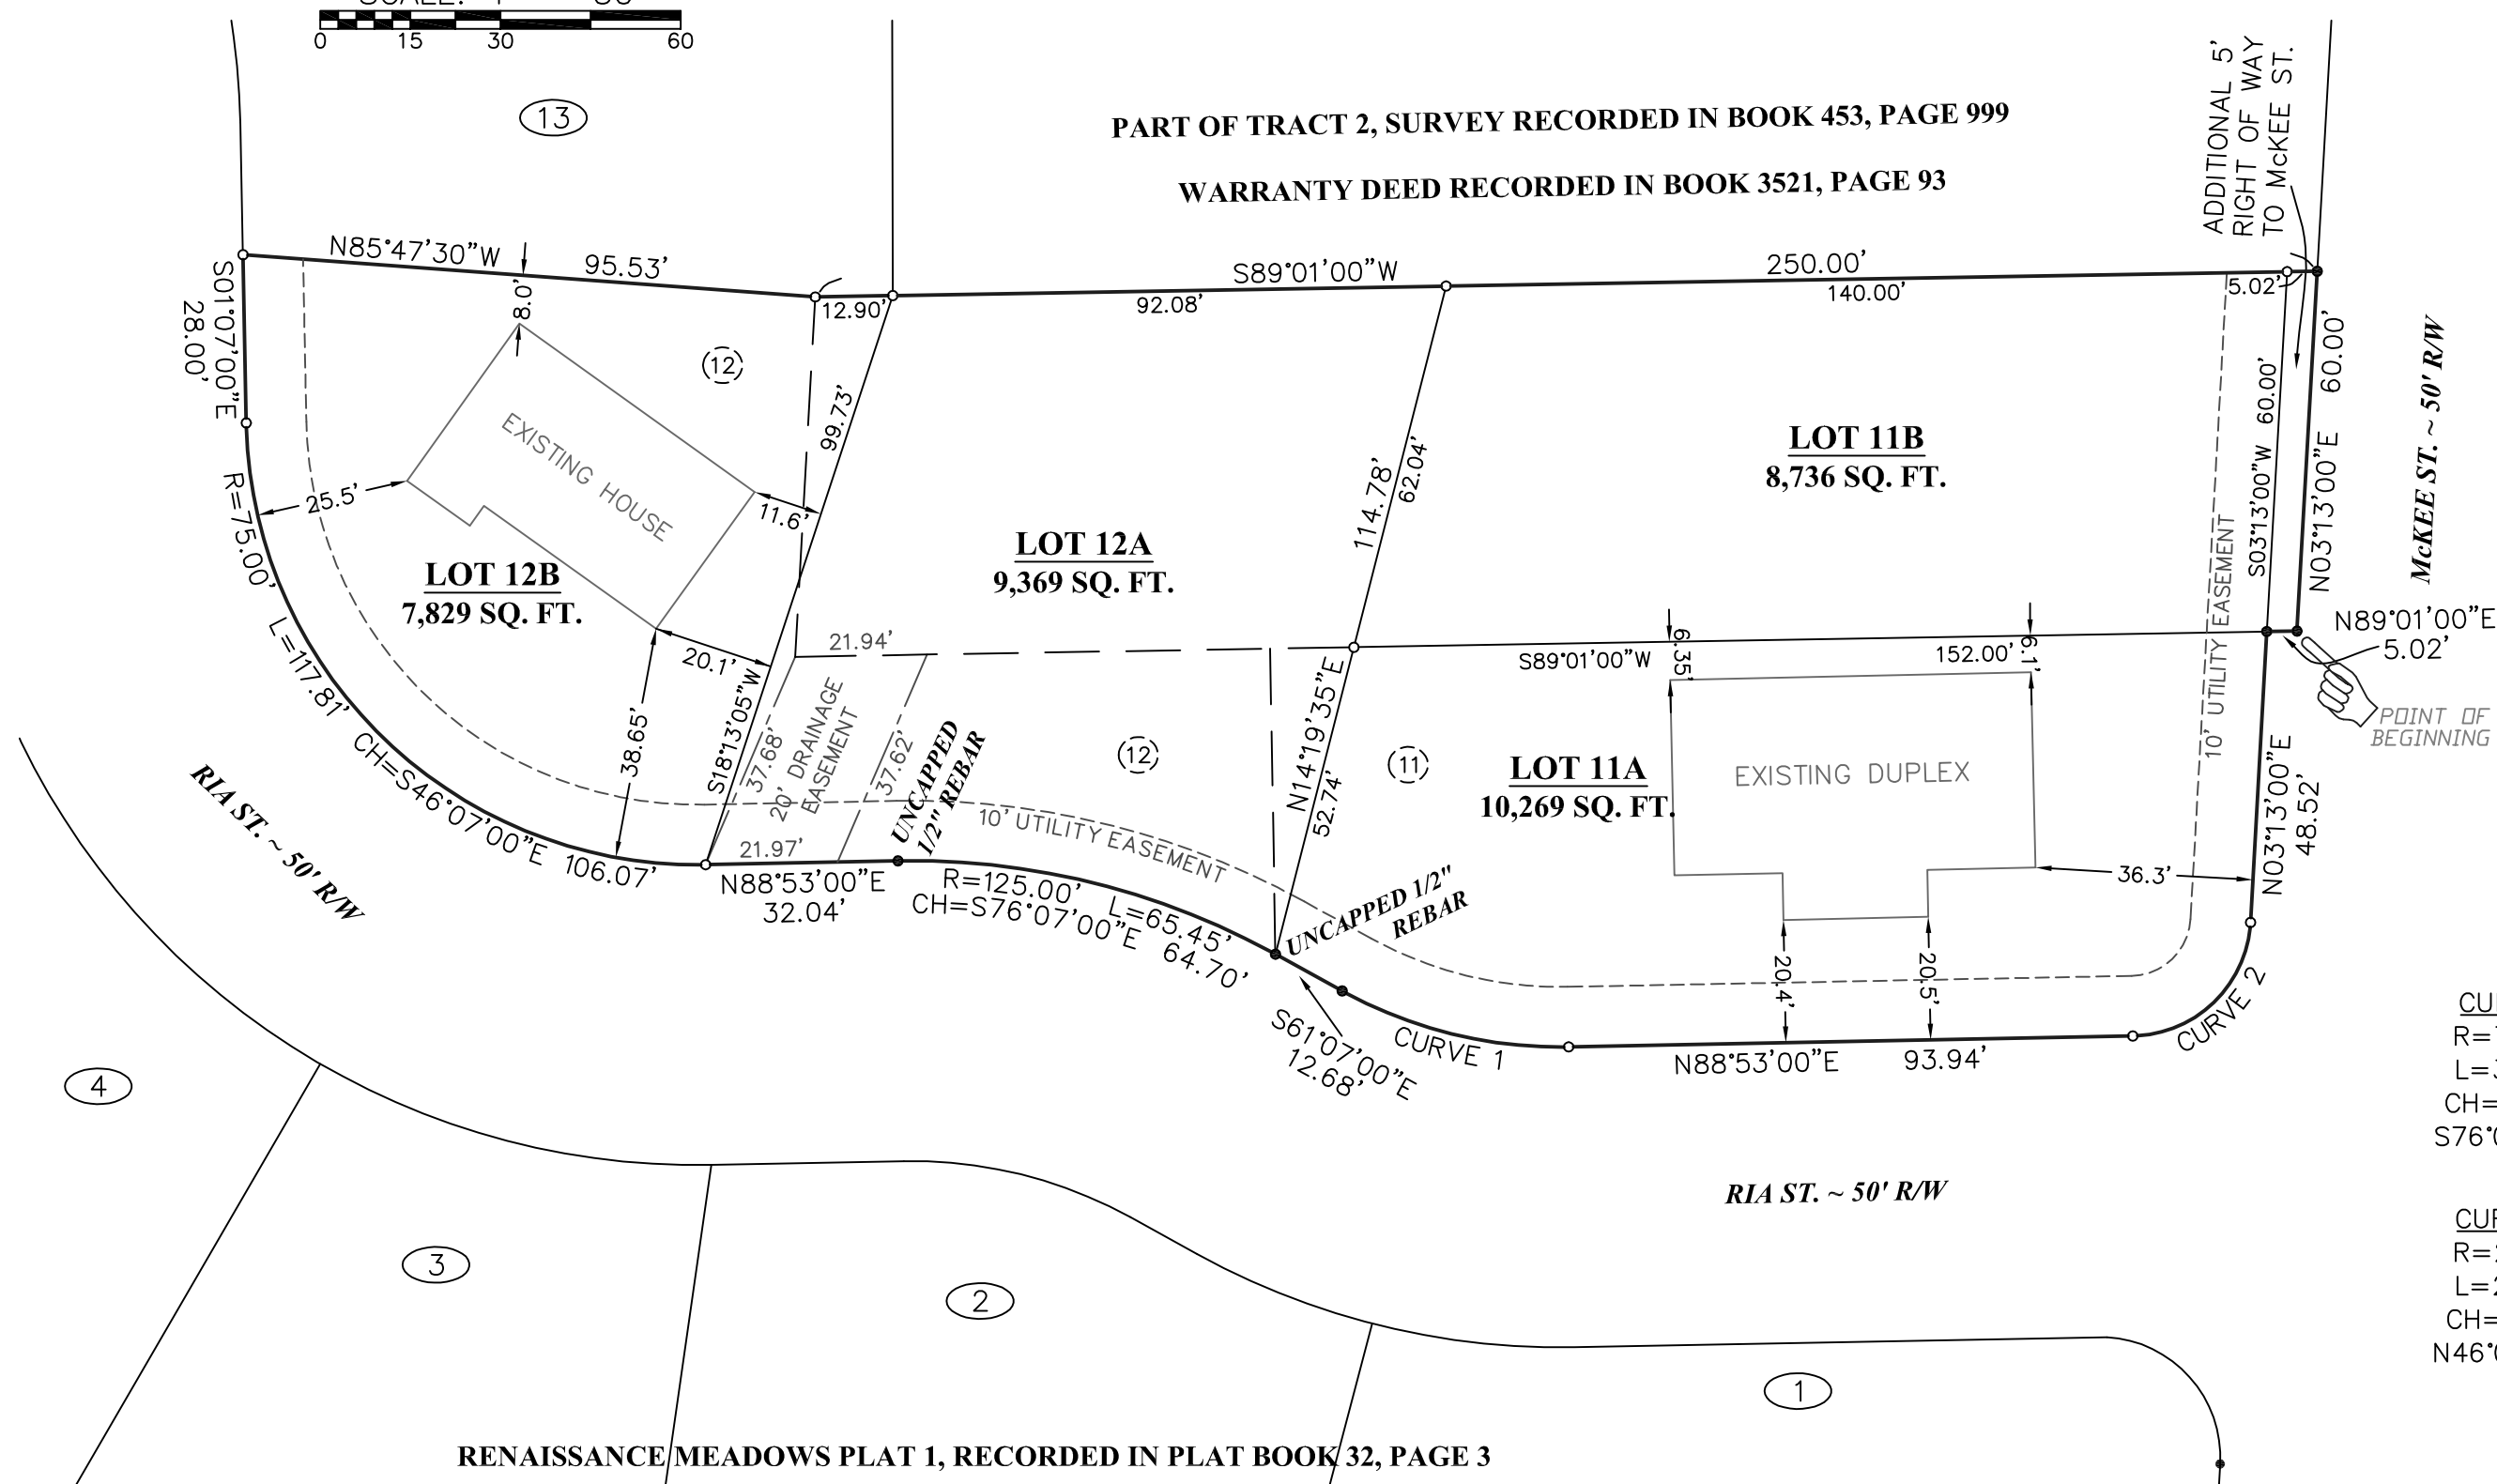 0 15 30 60
13
PART OF TRACT 2, SURVEY RECORDED IN BOOK 453, PAGE 999
WARRANTY DEED RECORDED IN BOOK 3521, PAGE 93
ADDITIONAL 5'
RIGHT OF WAY
TO McKEE ST.
N85°47'30"W 95.53'
S89°01'00"W
250.00'
12.90'
92.08'
140.00'
5.02'
S01°07'00"E
28.00'
8.0'
12
99.73'
EXISTING HOUSE
25.5'
11.6'
LOT 12B
7,829 SQ. FT.
20.1'
38.65'
R=75.00' L=117.81' CH=S46°07'00"E 106.07'
S18°13'05"W
LOT 12A
9,369 SQ. FT.
114.78'
62.04'
LOT 11B
8,736 SQ. FT.
S03°13'00"W 60.00'
N03°13'00"E 60.00'
McKEE ST. ~ 50' R/W
N89°01'00"E
5.02'
POINT OF
BEGINNING
21.94'
37.68'
20' DRAINAGE
EASEMENT
37.62'
UNCAPPED
1/2" REBAR
21.97'
N88°53'00"E
32.04'
10' UTILITY EASEMENT
R=125.00' L=65.45'
CH=S76°07'00"E 64.70'
12
N14°19'35"E
52.74'
11
S89°01'00"W
152.00'
6.35'
6.1'
10' UTILITY EASEMENT
LOT 11A
10,269 SQ. FT.
EXISTING DUPLEX
36.3'
N03°13'00"E
48.52'
20.4'
20.5'
UNCAPPED 1/2"
REBAR
S61°07'00"E
12.68'
CURVE 1
N88°53'00"E 93.94'
CURVE 2
RIA ST. ~ 50' R/W
RIA ST. ~ 50' R/W
4
3
2
1
RENAISSANCE MEADOWS PLAT 1, RECORDED IN PLAT BOOK 32, PAGE 3